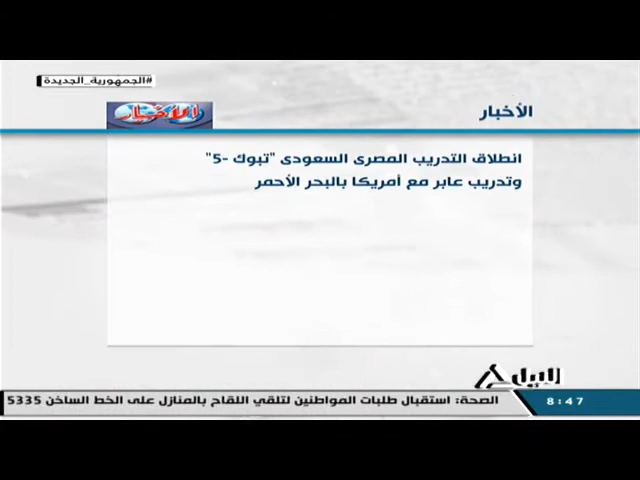 #الجمهورية_الجديدة
الأخبار
الأخبار
انطلاق التدريب المصرى السعودى "تبوك -5"
وتدريب عابر مع أمريكا بالبحر الأحمر
النيل
الصحة: استقبال طلبات المواطنين لتلقي اللقاح بالمنازل على الخط الساخن 5335
8:47